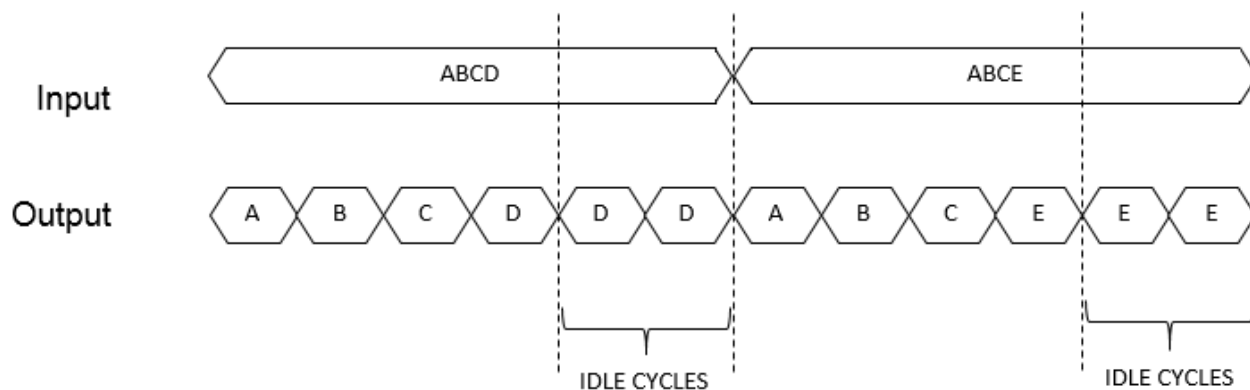 Input ABCD ABCE
Output A B C D D D A B C E E E
IDLE CYCLES IDLE CYCLES